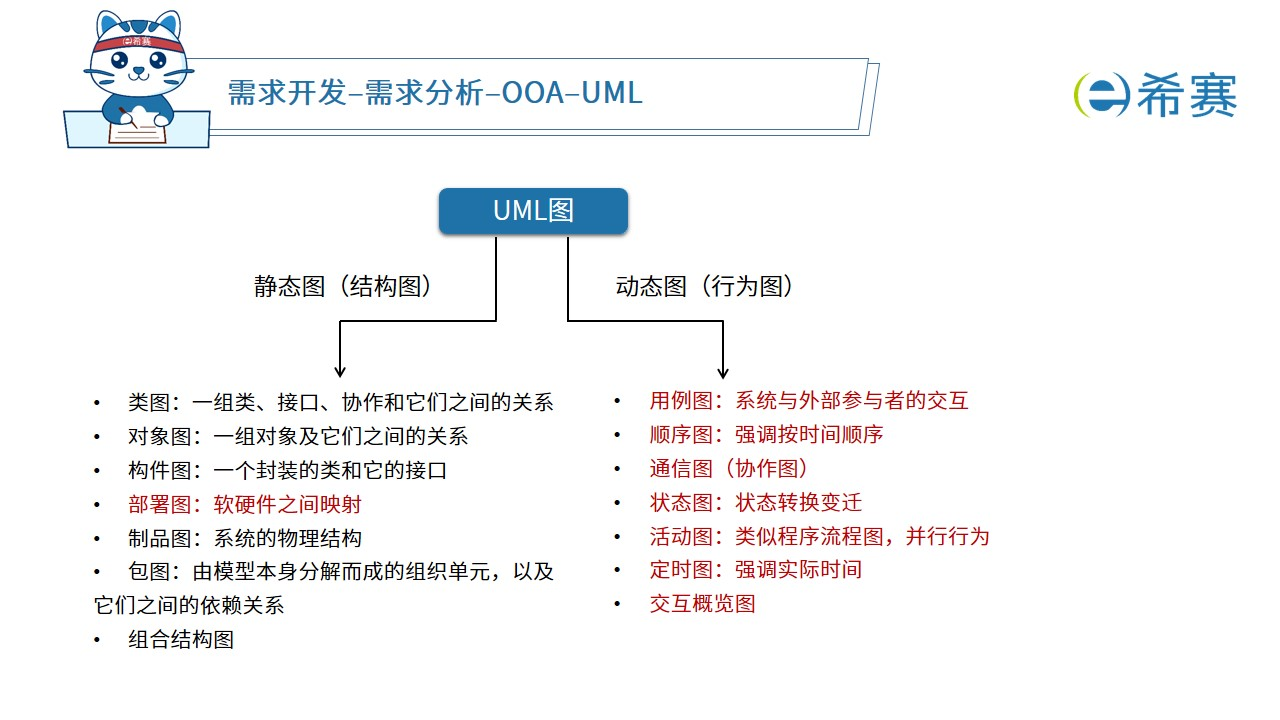 希赛
需求开发–需求分析–OOA–UML
希赛
UML图
静态图（结构图）
动态图（行为图）
• 类图：一组类、接口、协作和它们之间的关系
• 对象图：一组对象及它们之间的关系
• 构件图：一个封装的类和它的接口
• 部署图：软硬件之间映射
• 制品图：系统的物理结构
• 包图：由模型本身分解而成的组织单元，以及
它们之间的依赖关系
• 组合结构图
• 用例图：系统与外部参与者的交互
• 顺序图：强调按时间顺序
• 通信图（协作图）
• 状态图：状态转换变迁
• 活动图：类似程序流程图，并行行为
• 定时图：强调实际时间
• 交互概览图